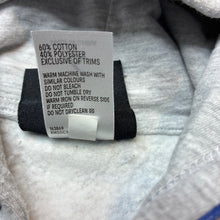 60% COTTON
40% POLYESTER
EXCLUSIVE OF TRIMS
WARM MACHINE WASH WITH
SIMILAR COLOURS
DO NOT BLEACH
DO NOT TUMBLE DRY
WARM IRON ON REVERSE SIDE
IF REQUIRED
DO NOT DRYCLEAN